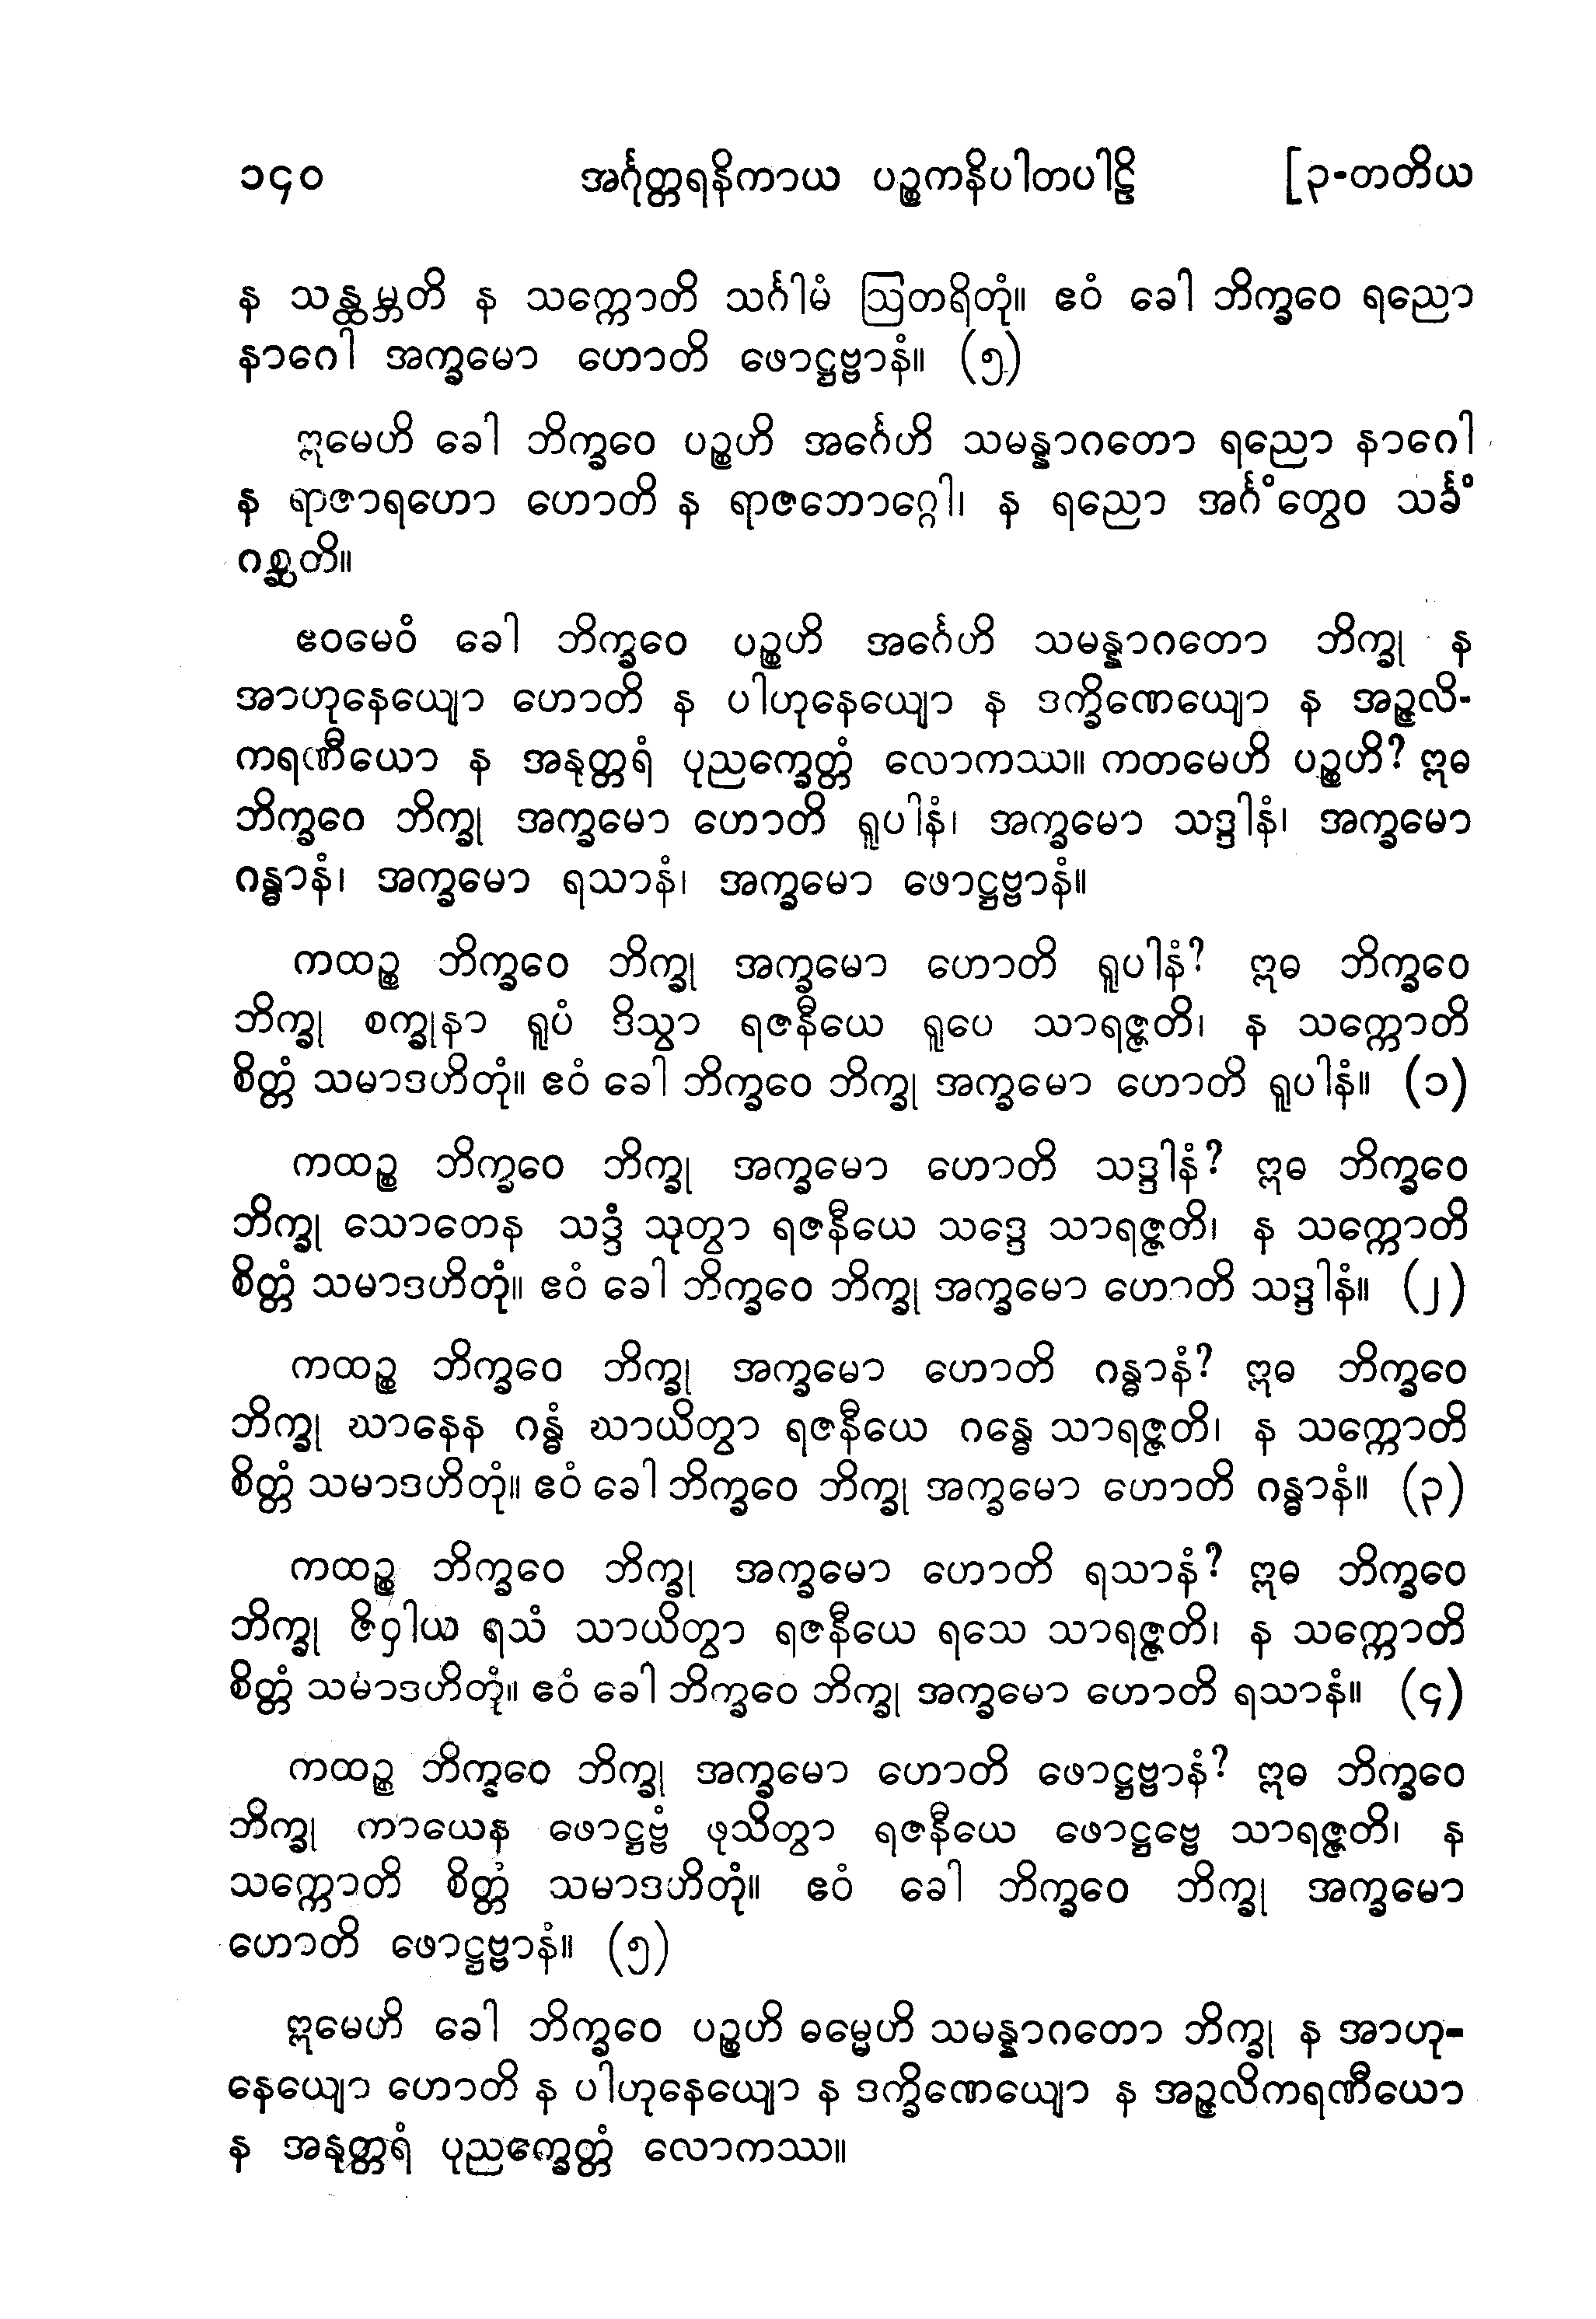 ၁၄၀ အင်္ဂုတ္တရနိကာယ ပဉ္စကနိပါတပါဠိ [၃-တတိယ
န သန္ထမ္ဘတိ န သက္ကောတိ သင်္ဂါမံ ဩတရိတုံ။ ဧဝံ ခေါ ဘိက္ခဝေ ရညော
နာဂေါ အက္ခမော ဟောတိ ဖောဋ္ဌဗ္ဗာနံ။ (၅)
ဣမေဟိ ခေါ ဘိက္ခဝေ ပဉ္စဟိ အင်္ဂေဟိ သမန္နာဂတော ရညော နာဂေါ
န ရာဇာရဟော ဟောတိ န ရာဇဘောဂ္ဂေါ၊ န ရညော အင်္ဂံတွေဝ သင်္ခံ
ဂစ္ဆတိ။
ဧဝမေဝံ ခေါ ဘိက္ခဝေ ပဉ္စဟိ အင်္ဂေဟိ သမန္နာဂတော ဘိက္ခု န
အာဟုနေယျော ဟောတိ န ပါဟုနေယျော န ဒက္ခိဏေယျော န အဉ္ဇလိ-
ကရဏီယော န အနုတ္တရံ ပုညက္ခေတ္တံ လောကဿ။ ကတမေဟိ ပဉ္စဟိ? ဣဓ
ဘိက္ခဝေ ဘိက္ခု အက္ခမော ဟောတိ ရူပါနံ၊ အက္ခမော သဒ္ဒါနံ၊ အက္ခမော
ဂန္ဓာနံ၊ အက္ခမော ရသာနံ၊ အက္ခမော ဖောဋ္ဌဗ္ဗာနံ။
ကထဉ္စ ဘိက္ခဝေ ဘိက္ခု အက္ခမော ဟောတိ ရူပါနံ? ဣဓ ဘိက္ခဝေ
ဘိက္ခု စက္ခုနာ ရူပံ ဒိသွာ ရဇနီယေ ရူပေ သာရဇ္ဇတိ၊ န သက္ကောတိ
စိတ္တံ သမာဒဟိတုံ။ ဧဝံ ခေါ ဘိက္ခဝေ ဘိက္ခု အက္ခမော ဟောတိ ရူပါနံ။ (၁)
ကထဉ္စ ဘိက္ခဝေ ဘိက္ခု အက္ခမော ဟောတိ သဒ္ဒါနံ? ဣဓ ဘိက္ခဝေ
ဘိက္ခု သောတေန သဒ္ဒံ သုတွာ ရဇနီယေ သဒ္ဒေ သာရဇ္ဇတိ၊ န သက္ကောတိ
စိတ္တံ သမာဒဟိတုံ။ ဧဝံ ခေါ ဘိက္ခဝေ ဘိက္ခု အက္ခမော ဟောတိ သဒ္ဒါနံ။ (၂)
ကထဉ္စ ဘိက္ခဝေ ဘိက္ခု အက္ခမော ဟောတိ ဂန္ဓာနံ? ဣဓ ဘိက္ခဝေ
ဘိက္ခု ဃာနေန ဂန္ဓံ ဃာယိတွာ ရဇနီယေ ဂန္ဓေ သာရဇ္ဇတိ၊ န သက္ကောတိ
စိတ္တံ သမာဒဟိတုံ။ ဧဝံ ခေါ ဘိက္ခဝေ ဘိက္ခု အက္ခမော ဟောတိ ဂန္ဓာနံ။ (၃)
ကထဉ္စ ဘိက္ခဝေ ဘိက္ခု အက္ခမော ဟောတိ ရသာနံ? ဣဓ ဘိက္ခဝေ
ဘိက္ခု ဇိဝှါယ ရသံ သာယိတွာ ရဇနီယေ ရသေ သာရဇ္ဇတိ၊ န သက္ကောတိ
စိတ္တံ သမာဒဟိတုံ။ ဧဝံ ခေါ ဘိက္ခဝေ ဘိက္ခု အက္ခမော ဟောတိ ရသာနံ။ (၄)
ကထဉ္စ ဘိက္ခဝေ ဘိက္ခု အက္ခမော ဟောတိ ဖောဋ္ဌဗ္ဗာနံ? ဣဓ ဘိက္ခဝေ
ဘိက္ခု ကာယေန ဖောဋ္ဌဗ္ဗံ ဖုသိတွာ ရဇနီယေ ဖောဋ္ဌဗ္ဗေ သာရဇ္ဇတိ၊ န
သက္ကောတိ စိတ္တံ သမာဒဟိတုံ။ ဧဝံ ခေါ ဘိက္ခဝေ ဘိက္ခု အက္ခမော
ဟောတိ ဖောဋ္ဌဗ္ဗာနံ။ (၅)
ဣမေဟိ ခေါ ဘိက္ခဝေ ပဉ္စဟိ ဓမ္မေဟိ သမန္နာဂတော ဘိက္ခု န အာဟု-
နေယျော ဟောတိ န ပါဟုနေယျော န ဒက္ခိဏေယျော န အဉ္ဇလိကရဏီယော
န အနုတ္တရံ ပုညက္ခေတ္တံ လောကဿ။